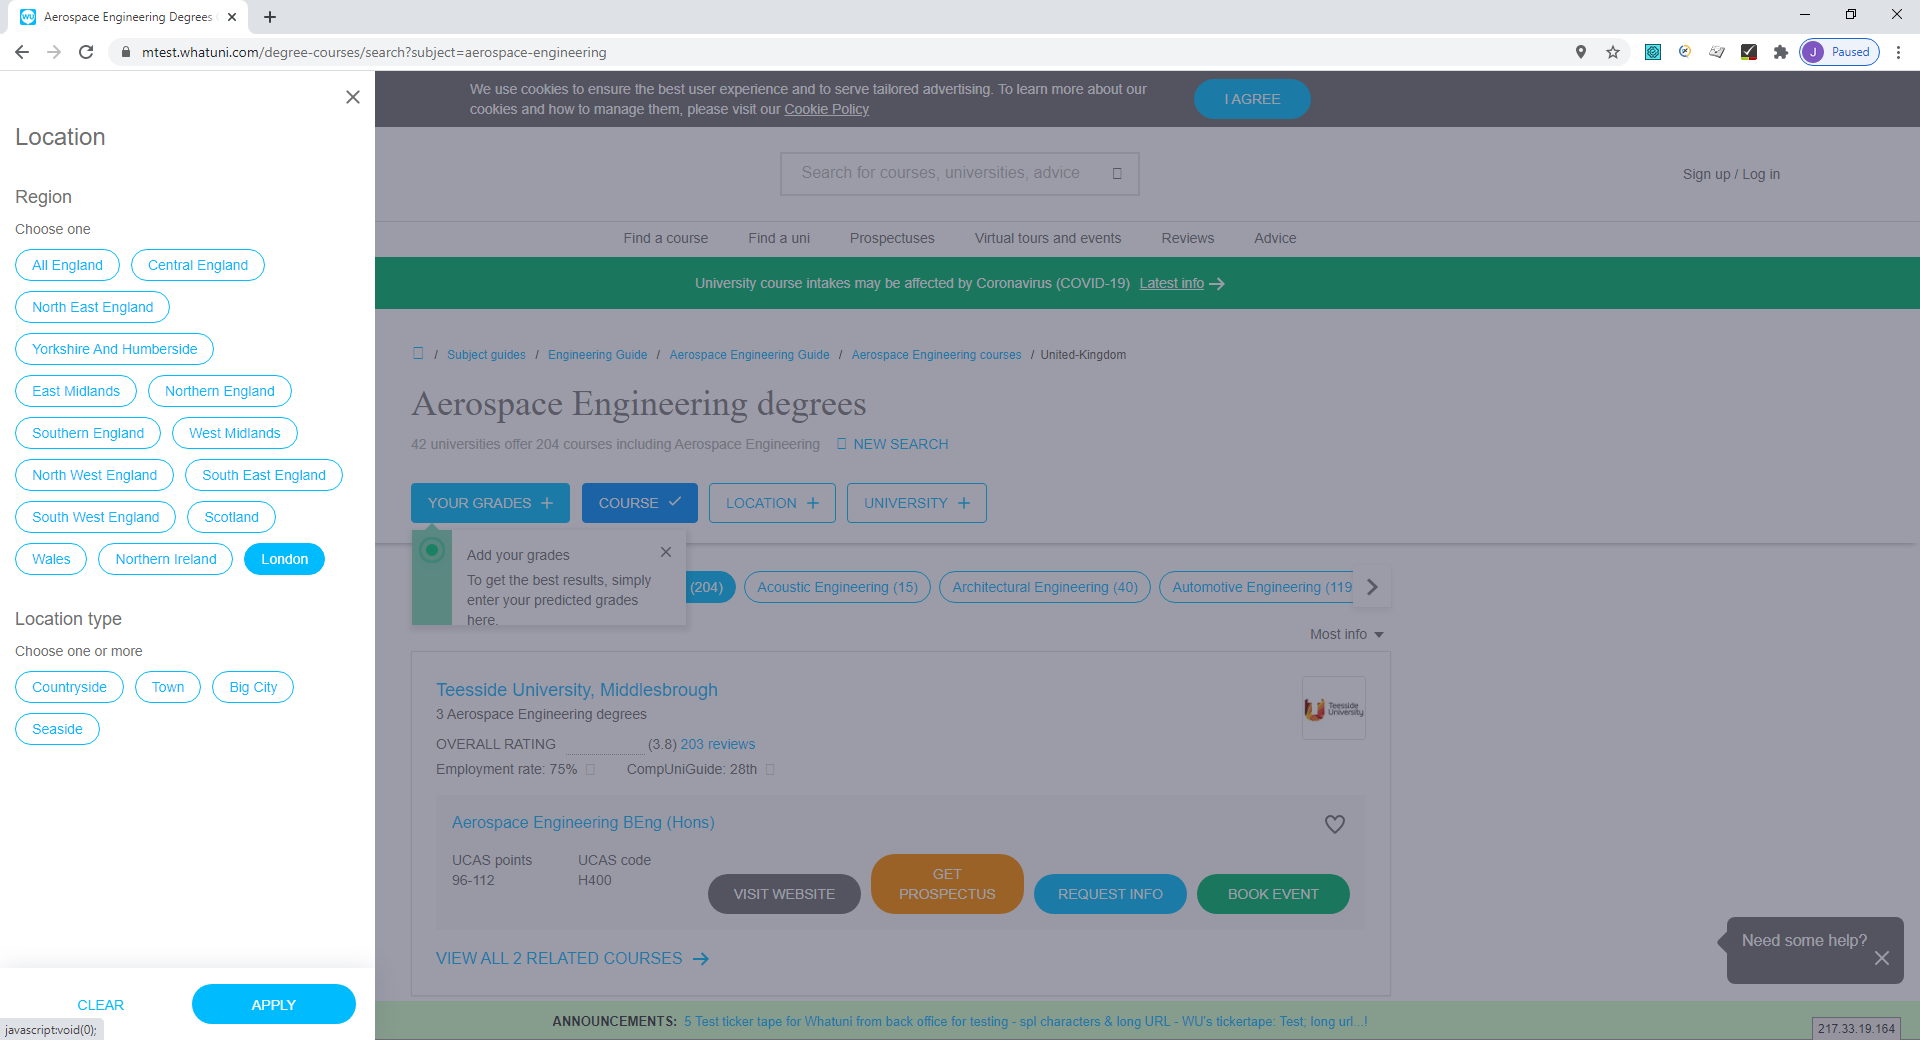 Aerospace Engineering Degrees
mtest.whatuni.com/degree-courses/search?subject=aerospace-engineering
J Paused
We use cookies to ensure the best user experience and to serve tailored advertising. To learn more about our
cookies and how to manage them, please visit our Cookie Policy
I AGREE
Location
Search for courses, universities, advice
Sign up / Log in
Region
Choose one
Find a course Find a uni Prospectuses Virtual tours and events Reviews Advice
All England Central England
University course intakes may be affected by Coronavirus (COVID-19) Latest info
North East England
Yorkshire And Humberside
East Midlands Northern England
Southern England West Midlands
North West England South East England
South West England Scotland
Wales Northern Ireland London
Location type
Choose one or more
Countryside Town Big City
Seaside
CLEAR APPLY
javascript:void(0);
/ Subject guides / Engineering Guide / Aerospace Engineering Guide / Aerospace Engineering courses / United-Kingdom
Aerospace Engineering degrees
42 universities offer 204 courses including Aerospace Engineering NEW SEARCH
YOUR GRADES COURSE LOCATION UNIVERSITY
Add your grades
To get the best results, simply
enter your predicted grades
here.
(204) Acoustic Engineering (15) Architectural Engineering (40) Automotive Engineering (119
Most info
Teesside University, Middlesbrough
3 Aerospace Engineering degrees
Teesside
University
OVERALL RATING (3.8) 203 reviews
Employment rate: 75% CompUniGuide: 28th
Aerospace Engineering BEng (Hons)
UCAS points UCAS code
96-112 H400
VISIT WEBSITE
GET
PROSPECTUS
REQUEST INFO
BOOK EVENT
VIEW ALL 2 RELATED COURSES
Need some help?
ANNOUNCEMENTS: 5 Test ticker tape for Whatuni from back office for testing - spl characters & long URL - WU's tickertape: Test; long url...!
217.33.19.164